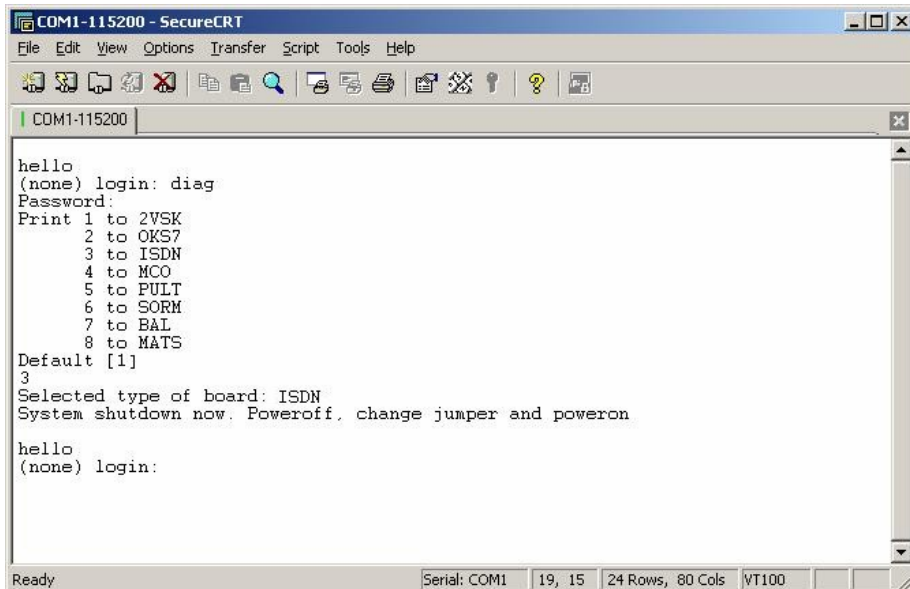 COM1-115200 - SecureCRT
File Edit View Options Transfer Script Tools Help
COM1-115200
hello
(none) login: diag
Password:
Print 1 to 2VSK
2 to OKS7
3 to ISDN
4 to MCO
5 to PULT
6 to SORM
7 to BAL
8 to MATS
Default [1]
3
Selected type of board: ISDN
System shutdown now. Poweroff, change jumper and poweron
hello
(none) login:
Ready Serial: COM1 19, 15 24 Rows, 80 Cols VT100